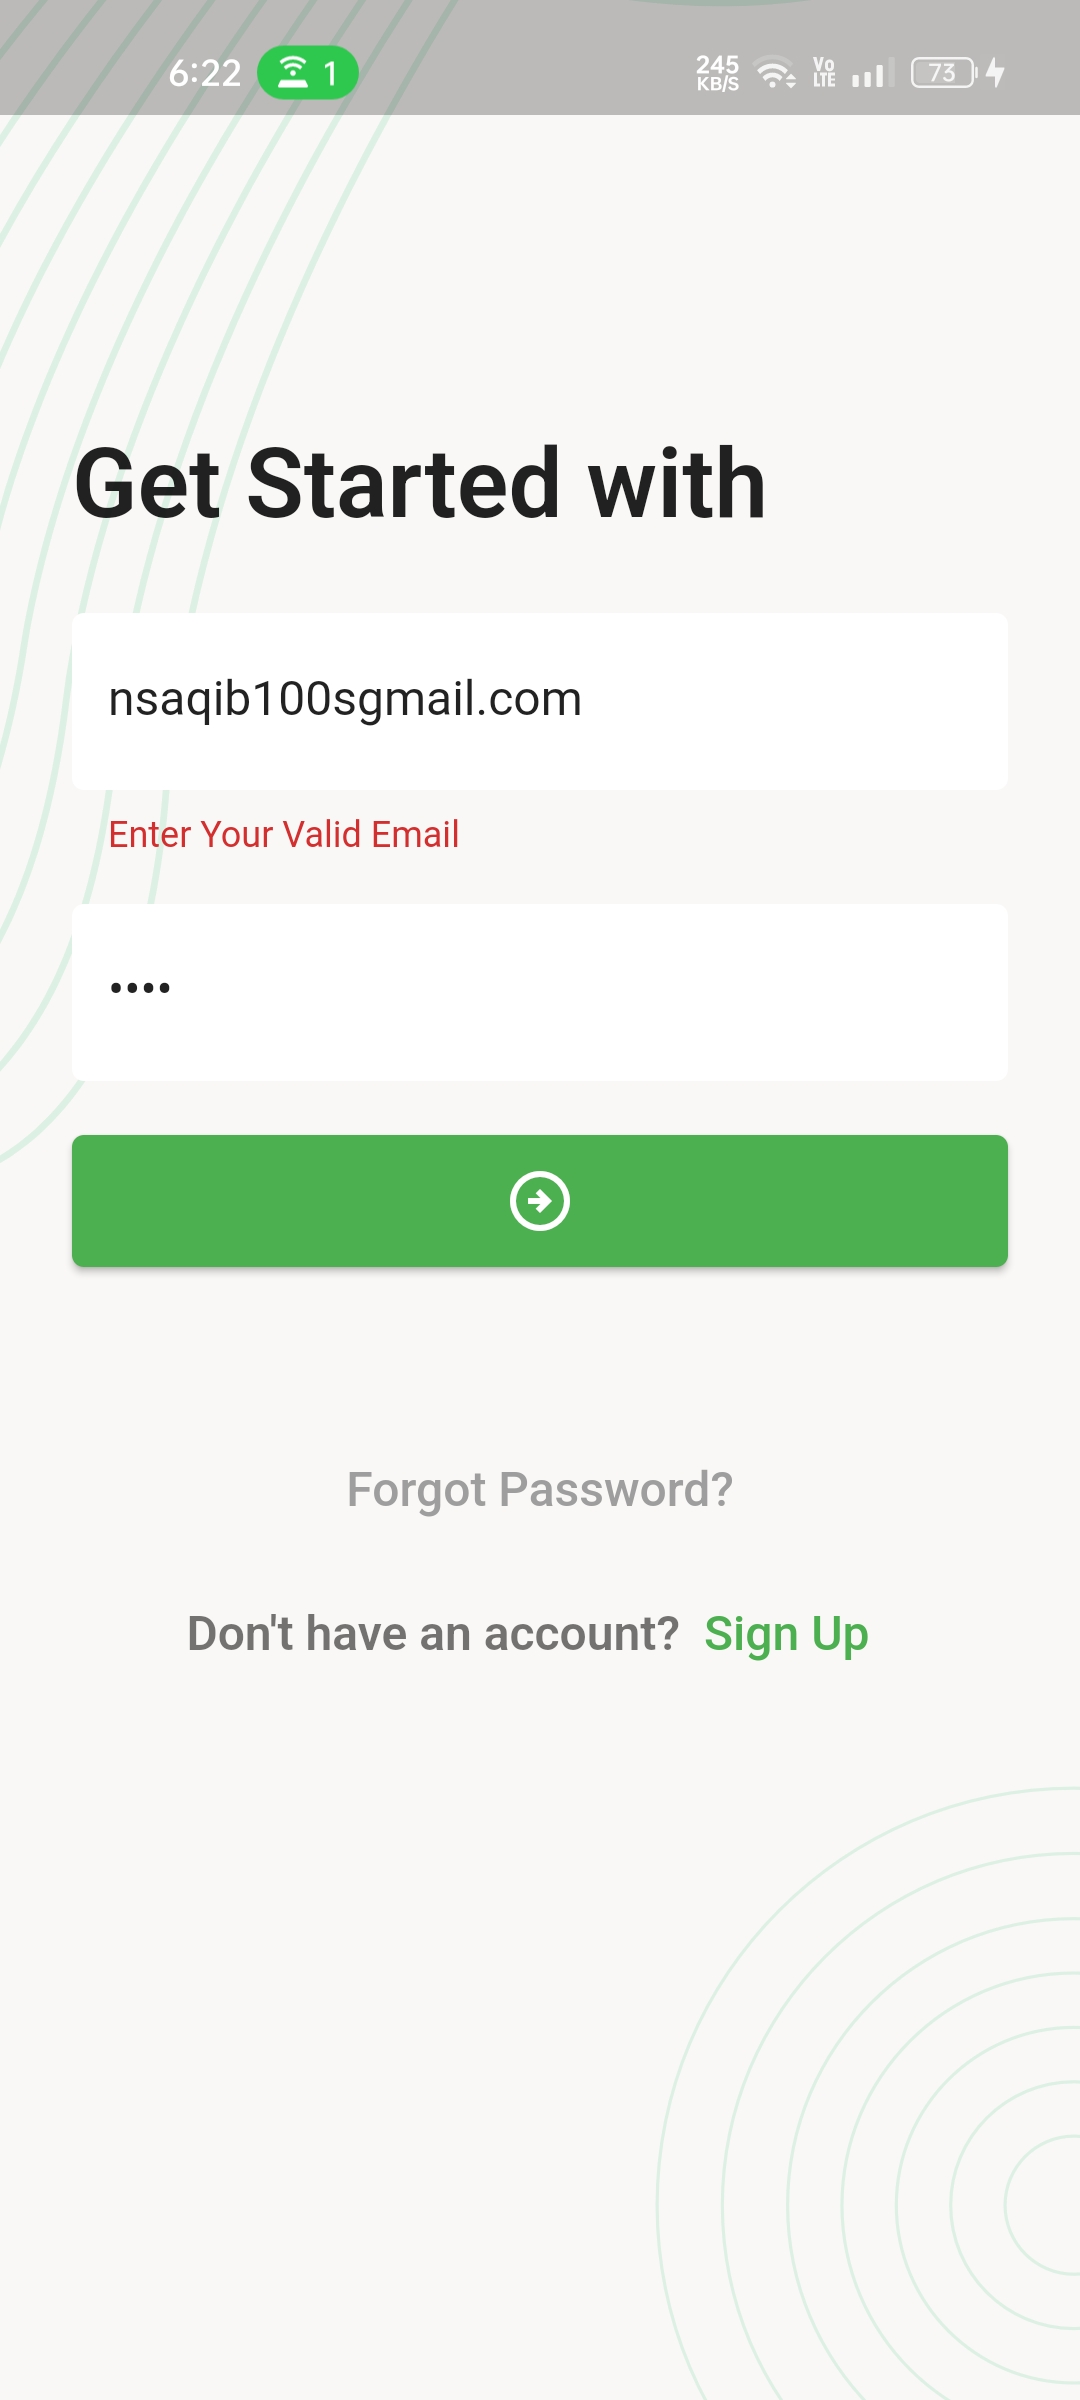 6:22 1 245 KB/S Vo LTE 73
Get Started with
nsaqib100sgmail.com
Enter Your Valid Email
••••
Forgot Password?
Don't have an account? Sign Up